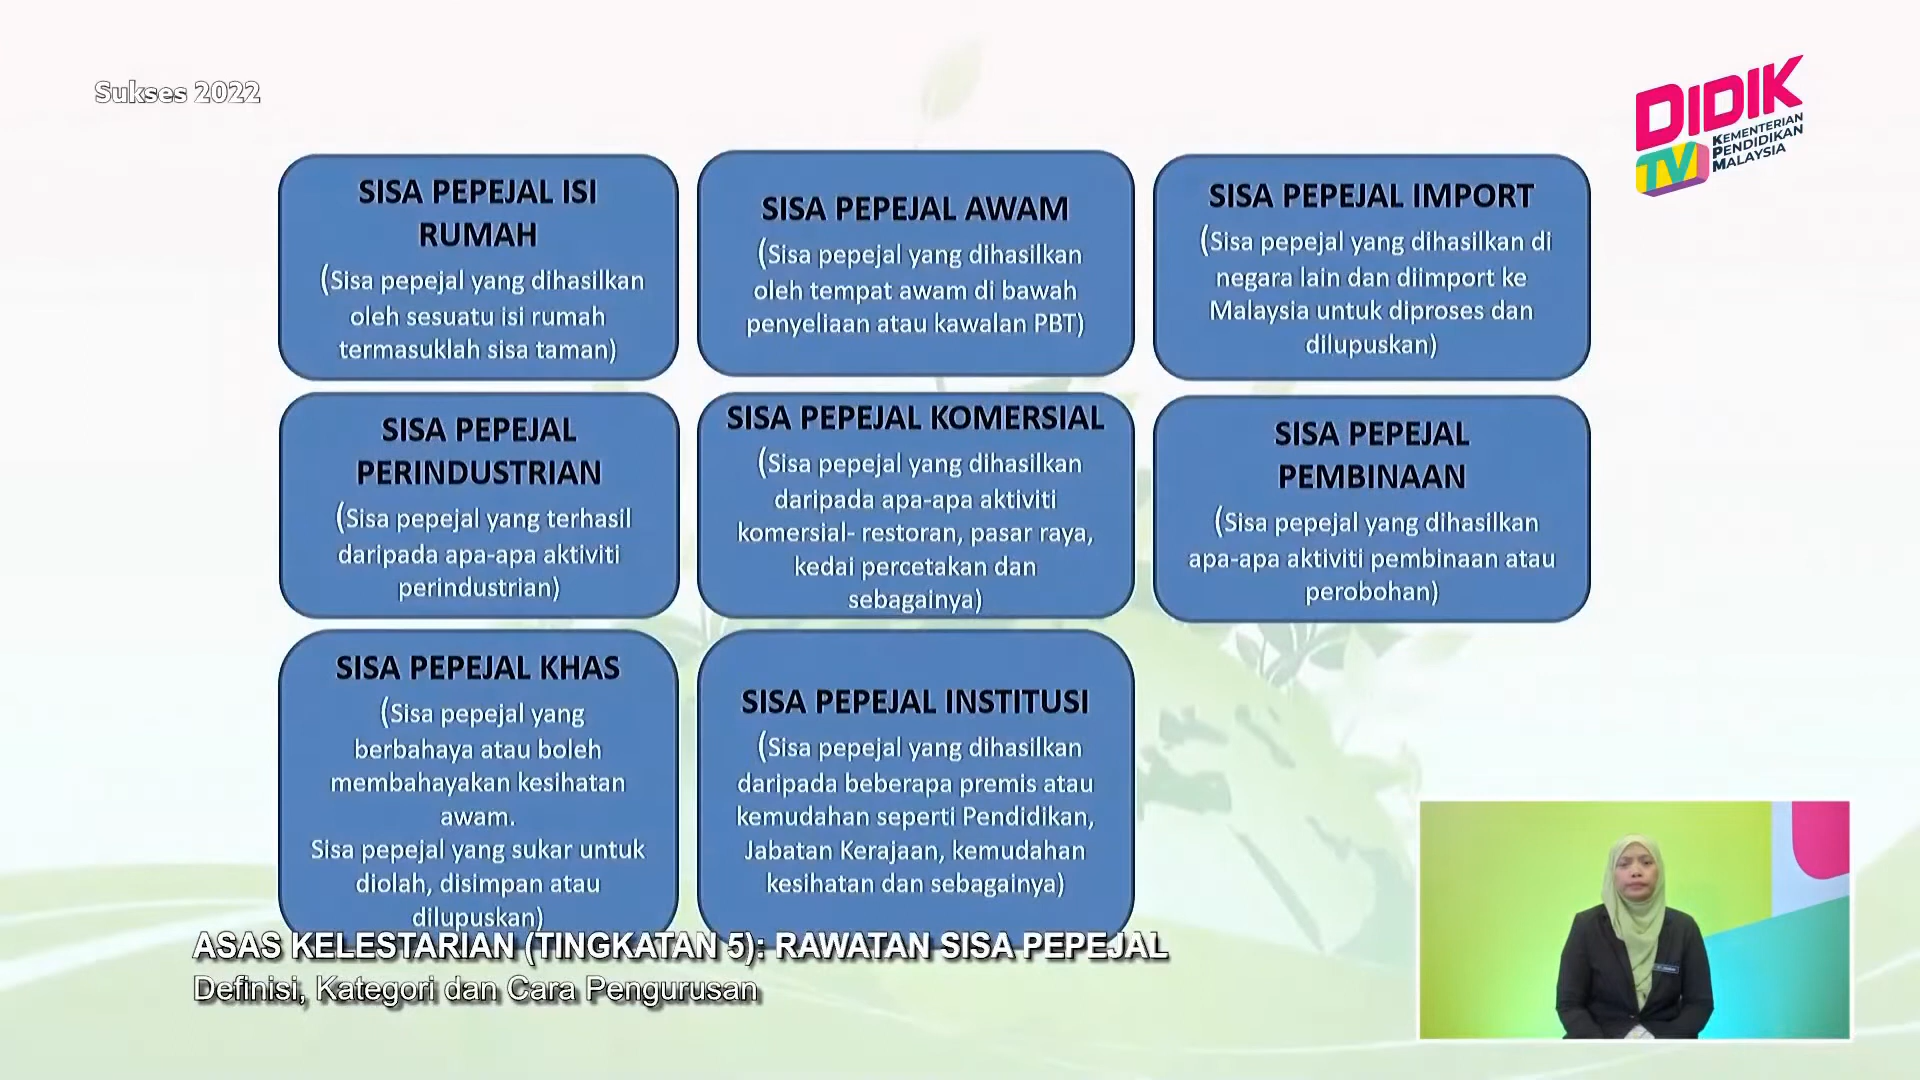 Sukses 2022
DIDIK
TV
KEMENTERIAN
PENDIDIKAN
MALAYSIA
SISA PEPEJAL ISI
RUMAH
(Sisa pepejal yang dihasilkan
oleh sesuatu isi rumah
termasuklah sisa taman)
SISA PEPEJAL AWAM
(Sisa pepejal yang dihasilkan
oleh tempat awam di bawah
penyeliaan atau kawalan PBT)
SISA PEPEJAL IMPORT
(Sisa pepejal yang dihasilkan di
negara lain dan diimport ke
Malaysia untuk diproses dan
dilupuskan)
SISA PEPEJAL
PERINDUSTRIAN
(Sisa pepejal yang terhasil
daripada apa-apa aktiviti
perindustrian)
SISA PEPEJAL KOMERSIAL
(Sisa pepejal yang dihasilkan
daripada apa-apa aktiviti
komersial- restoran, pasar raya,
kedai percetakan dan
sebagainya)
SISA PEPEJAL
PEMBINAAN
(Sisa pepejal yang dihasilkan
apa-apa aktiviti pembinaan atau
perobohan)
SISA PEPEJAL KHAS
(Sisa pepejal yang
berbahaya atau boleh
membahayakan kesihatan
awam.
Sisa pepejal yang sukar untuk
diolah, disimpan atau
dilupuskan)
SISA PEPEJAL INSTITUSI
(Sisa pepejal yang dihasilkan
daripada beberapa premis atau
kemudahan seperti Pendidikan,
Jabatan Kerajaan, kemudahan
kesihatan dan sebagainya)
ASAS KELESTARIAN (TINGKATAN 5): RAWATAN SISA PEPEJAL
Definisi, Kategori dan Cara Pengurusan